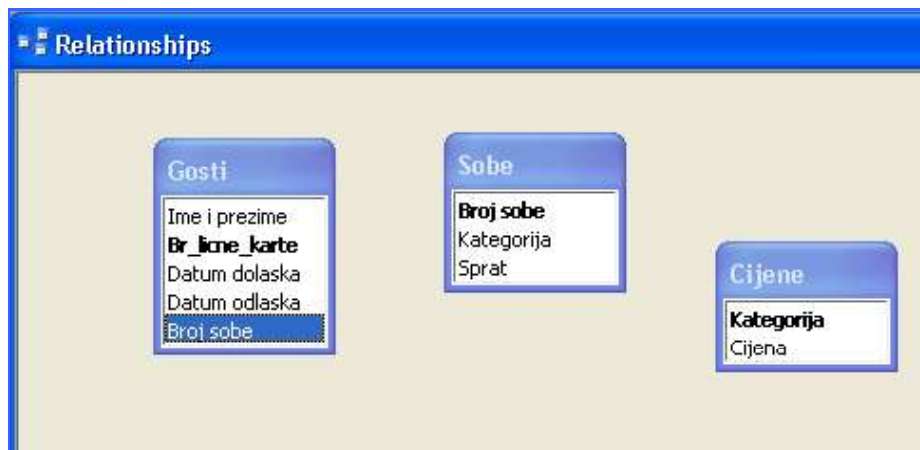 Relationships
Gosti
Ime i prezime
Br_licne_karte
Datum dolaska
Datum odlaska
Broj sobe
Sobe
Broj sobe
Kategorija
Sprat
Cijene
Kategorija
Cijena